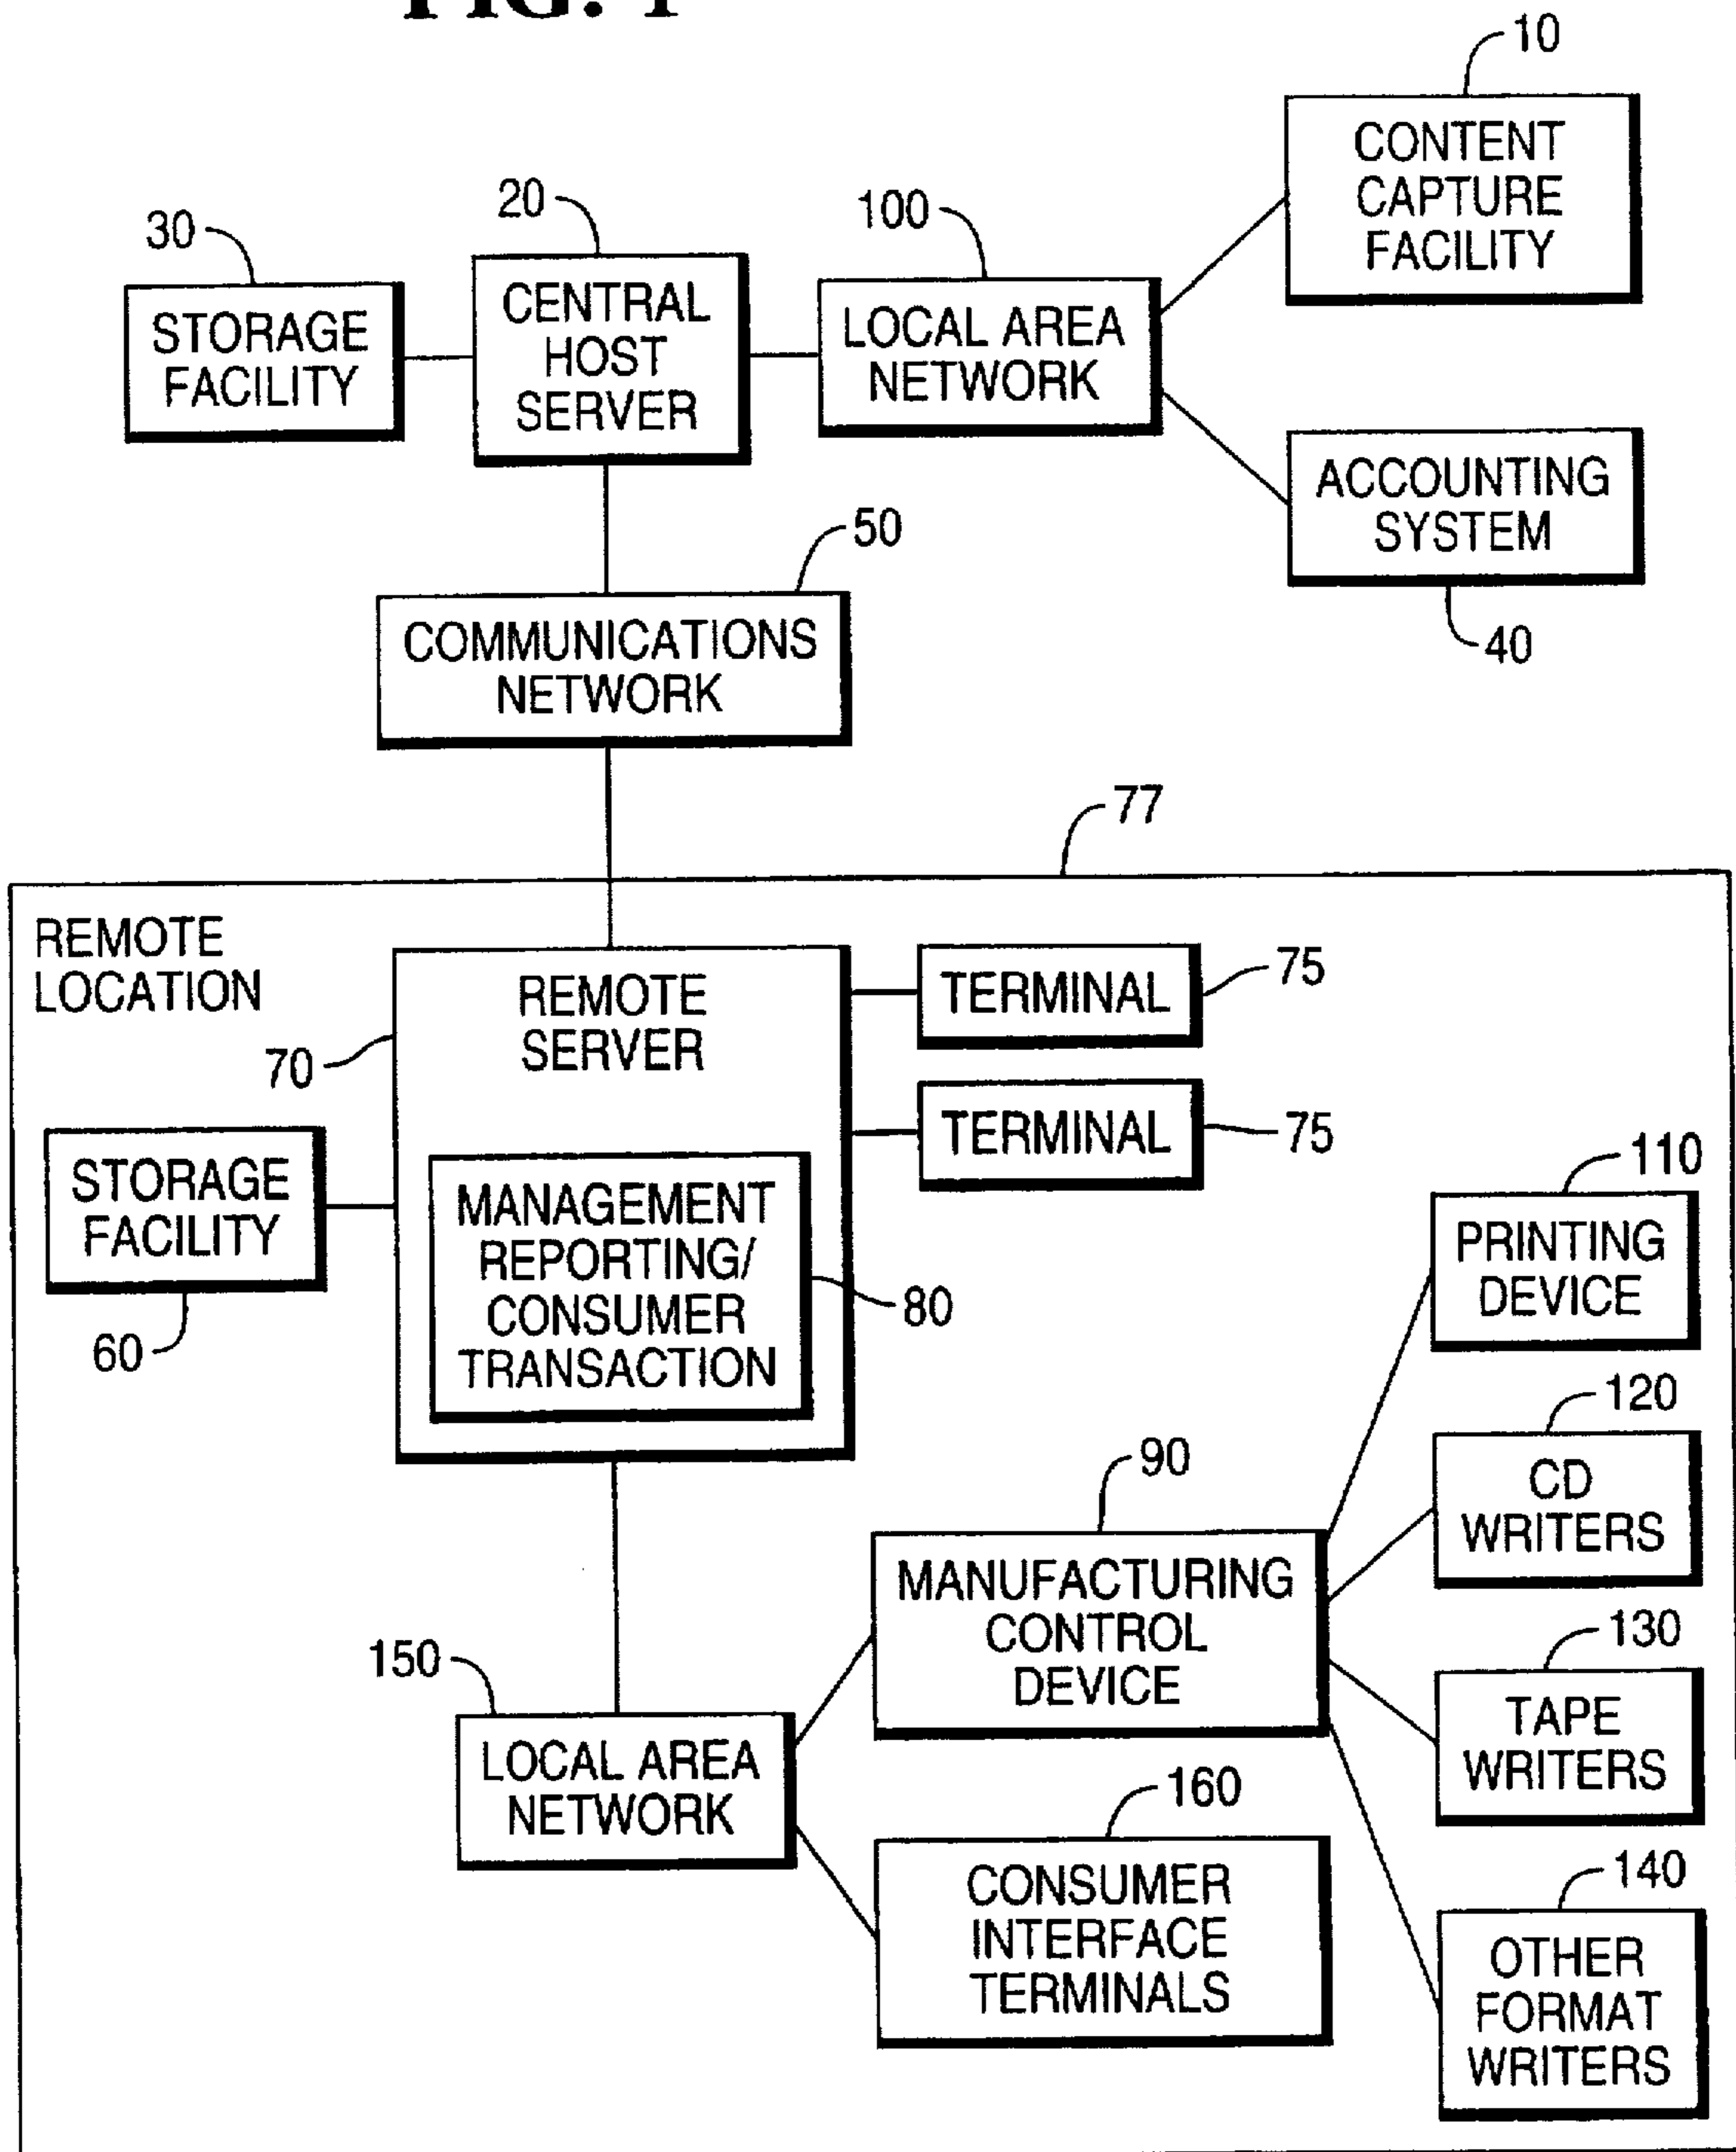 FIG. 1
10
CONTENT
CAPTURE
FACILITY
20
100
30
CENTRAL
HOST
SERVER
LOCAL AREA
NETWORK
STORAGE
FACILITY
ACCOUNTING
SYSTEM
40
50
COMMUNICATIONS
NETWORK
77
REMOTE
LOCATION
REMOTE
SERVER
70
TERMINAL
75
TERMINAL
75
STORAGE
FACILITY
60
MANAGEMENT
REPORTING/
CONSUMER
TRANSACTION
80
110
PRINTING
DEVICE
120
CD
WRITERS
90
MANUFACTURING
CONTROL
DEVICE
130
TAPE
WRITERS
150
LOCAL AREA
NETWORK
160
CONSUMER
INTERFACE
TERMINALS
140
OTHER
FORMAT
WRITERS